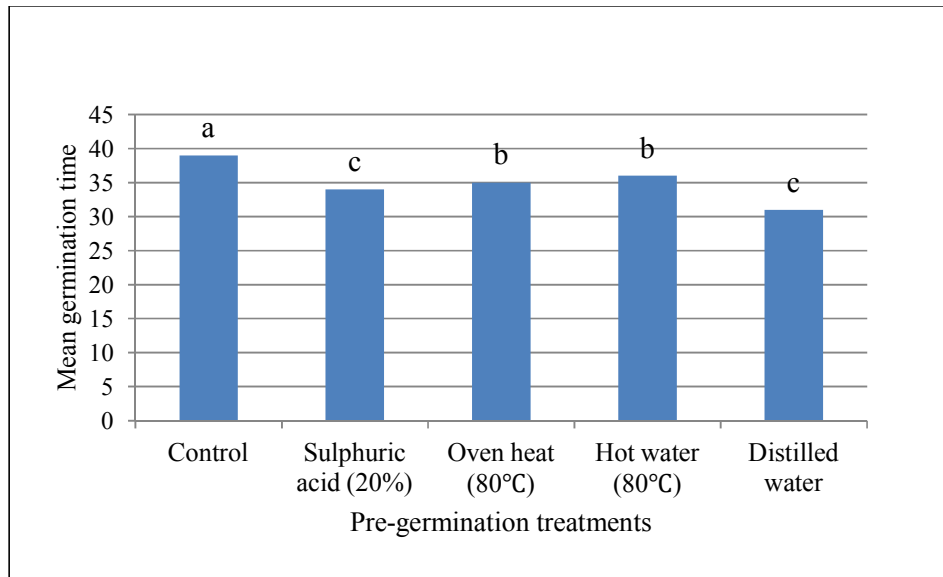 45
40
35
30
25
20
15
10
5
0
Mean germination time
a
c
b
b
c
Control
Sulphuric
acid (20%)
Oven heat
(80℃)
Hot water
(80℃)
Distilled
water
Pre-germination treatments